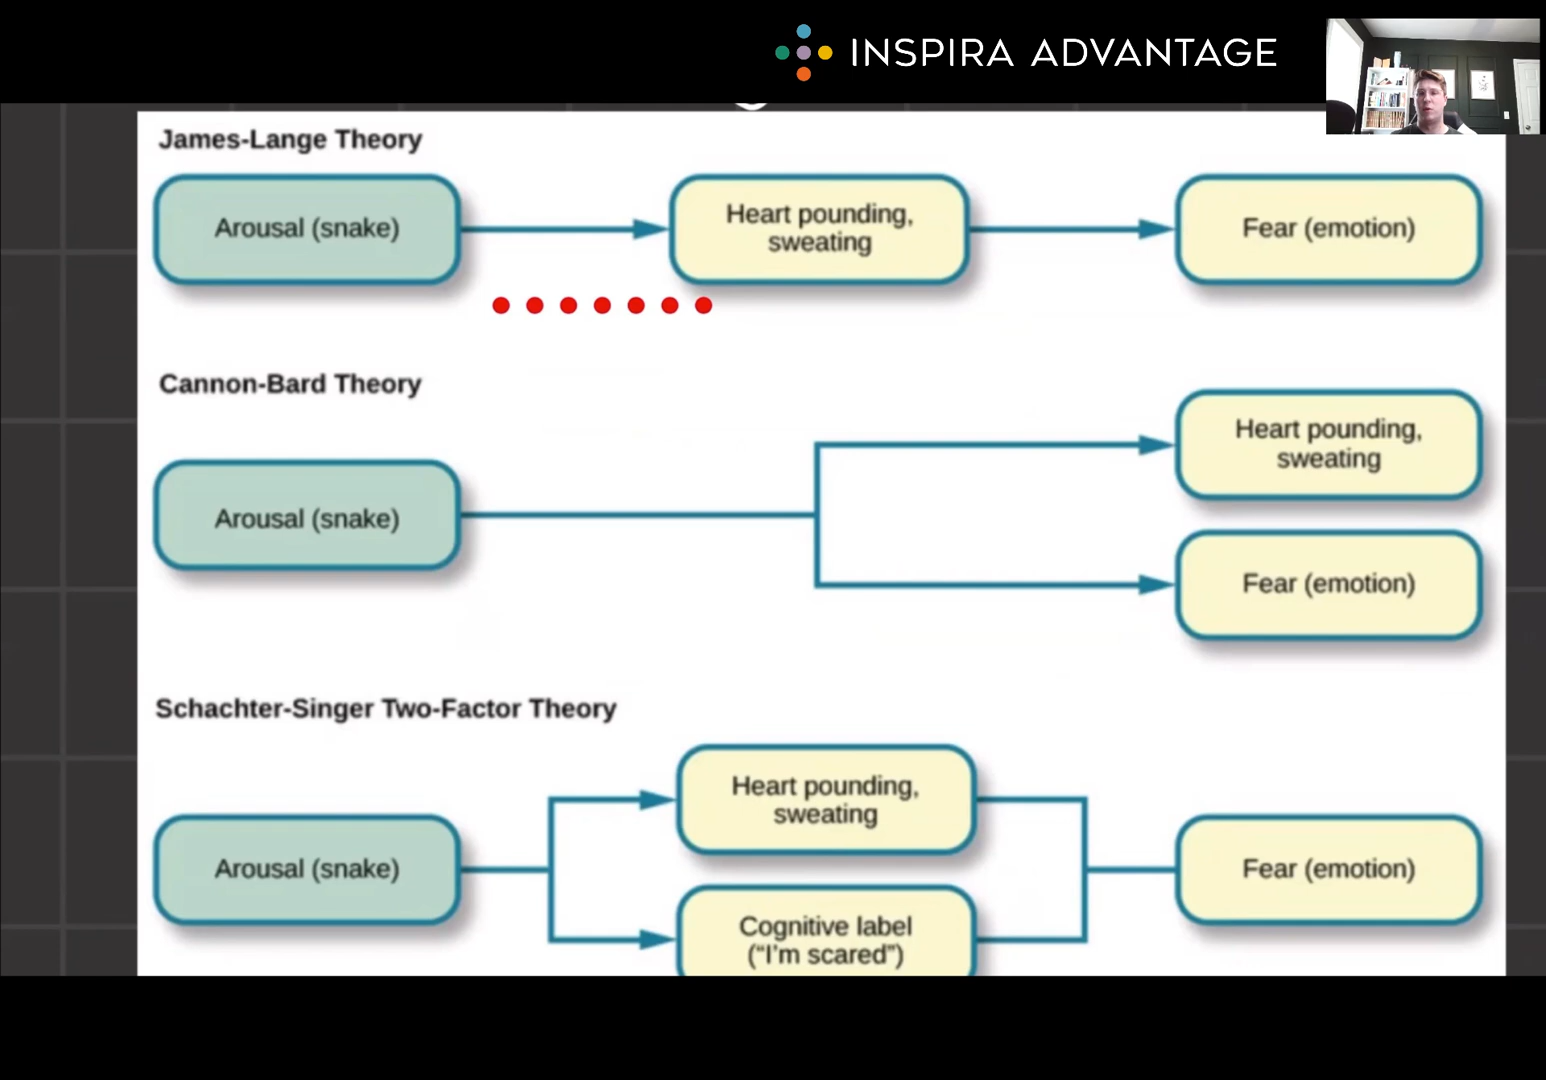 INSPIRA ADVANTAGE
James-Lange Theory
Arousal (snake)
Heart pounding,
sweating
Fear (emotion)
Cannon-Bard Theory
Arousal (snake)
Heart pounding,
sweating
Fear (emotion)
Schachter-Singer Two-Factor Theory
Arousal (snake)
Heart pounding,
sweating
Cognitive label
(“I’m scared”)
Fear (emotion)